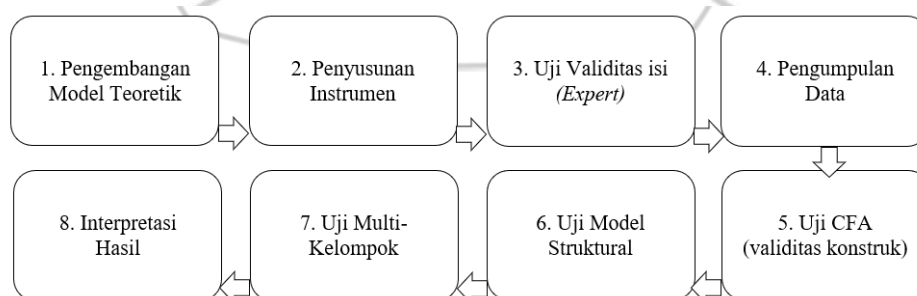 1. Pengembangan
Model Teoretik
2. Penyusunan
Instrumen
3. Uji Validitas isi
(Expert)
4. Pengumpulan
Data
5. Uji CFA
(validitas konstruk)
6. Uji Model
Struktural
7. Uji Multi-
Kelompok
8. Interpretasi
Hasil